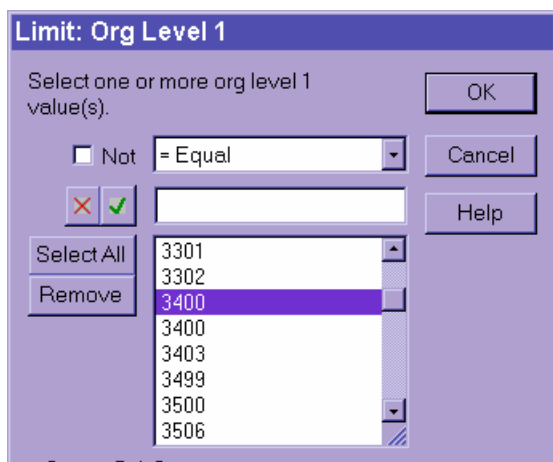 Limit: Org Level 1
Select one or more org level 1
value(s).
OK
Not
= Equal
Cancel
Help
Select All
Remove
3301
3302
3400
3400
3403
3499
3500
3506